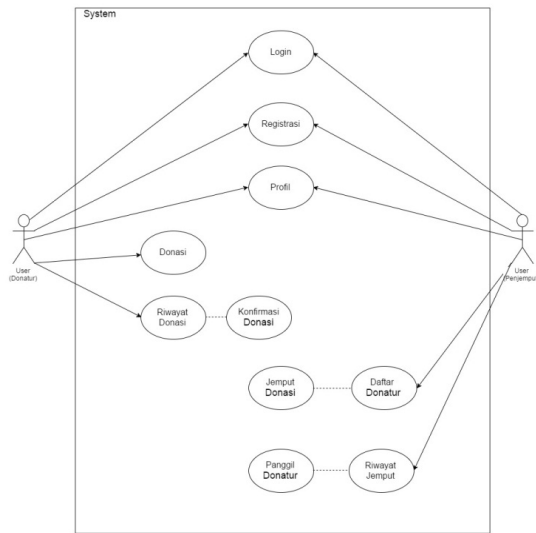 System
Login
Registrasi
Profil
User
(Donatur)
User
(Penjemput
Donasi
Riwayat
Donasi
Konfirmasi
Donasi
Jemput
Donasi
Daftar
Donatur
Panggil
Donatur
Riwayat
Jemput